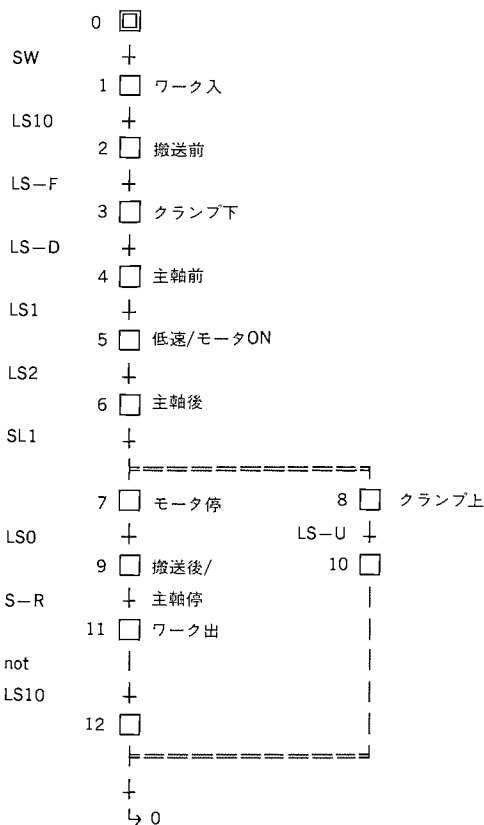 0
SW
1 ワーク入
LS10
2 搬送前
LS-F
3 クランプ下
LS-D
4 主軸前
LS1
5 低速/モータON
LS2
6 主軸後
SL1
7 モータ停
8 クランプ上
LS0
LS-U
9 搬送後/
10
S-R
主軸停
11 ワーク出
not
LS10
12
0